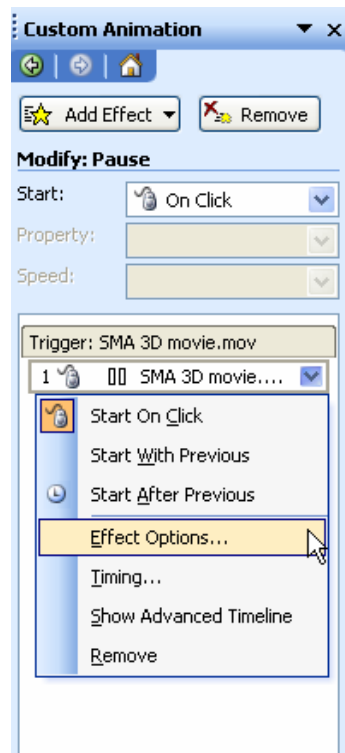 Custom Animation
Add Effect Remove
Modify: Pause
Start: On Click
Property:
Speed:
Trigger: SMA 3D movie.mov
1 SMA 3D movie....
Start On Click
Start With Previous
Start After Previous
Effect Options...
Timing...
Show Advanced Timeline
Remove